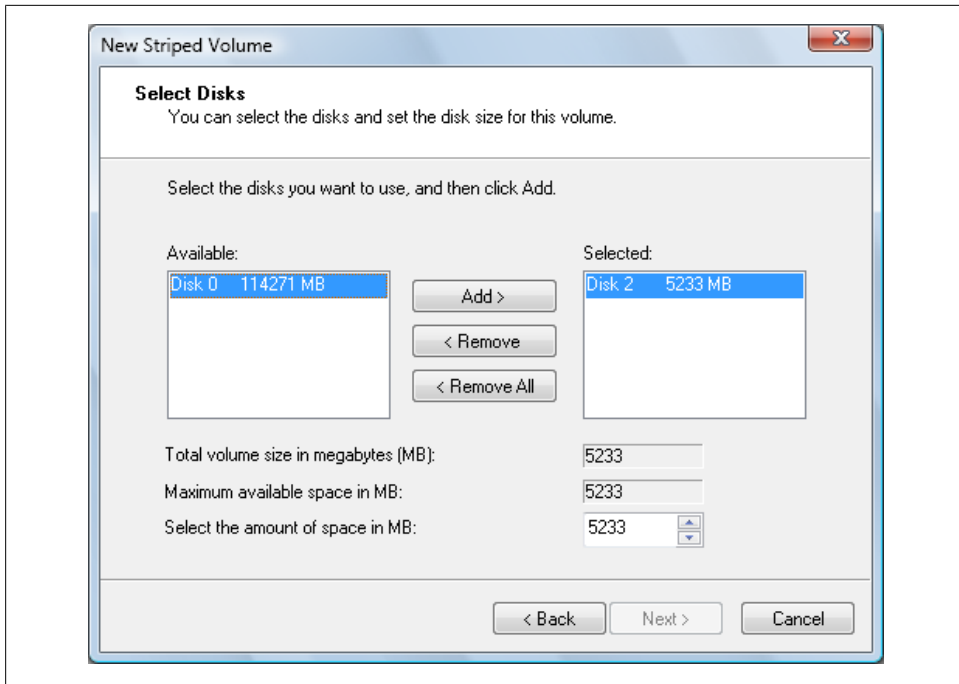 New Striped Volume
Select Disks
You can select the disks and set the disk size for this volume.
Select the disks you want to use, and then click Add.
Available:
Selected:
Disk 0 114271 MB
Disk 2 5233 MB
Add >
< Remove
< Remove All
Total volume size in megabytes (MB): 5233
Maximum available space in MB: 5233
Select the amount of space in MB: 5233
< Back Next > Cancel